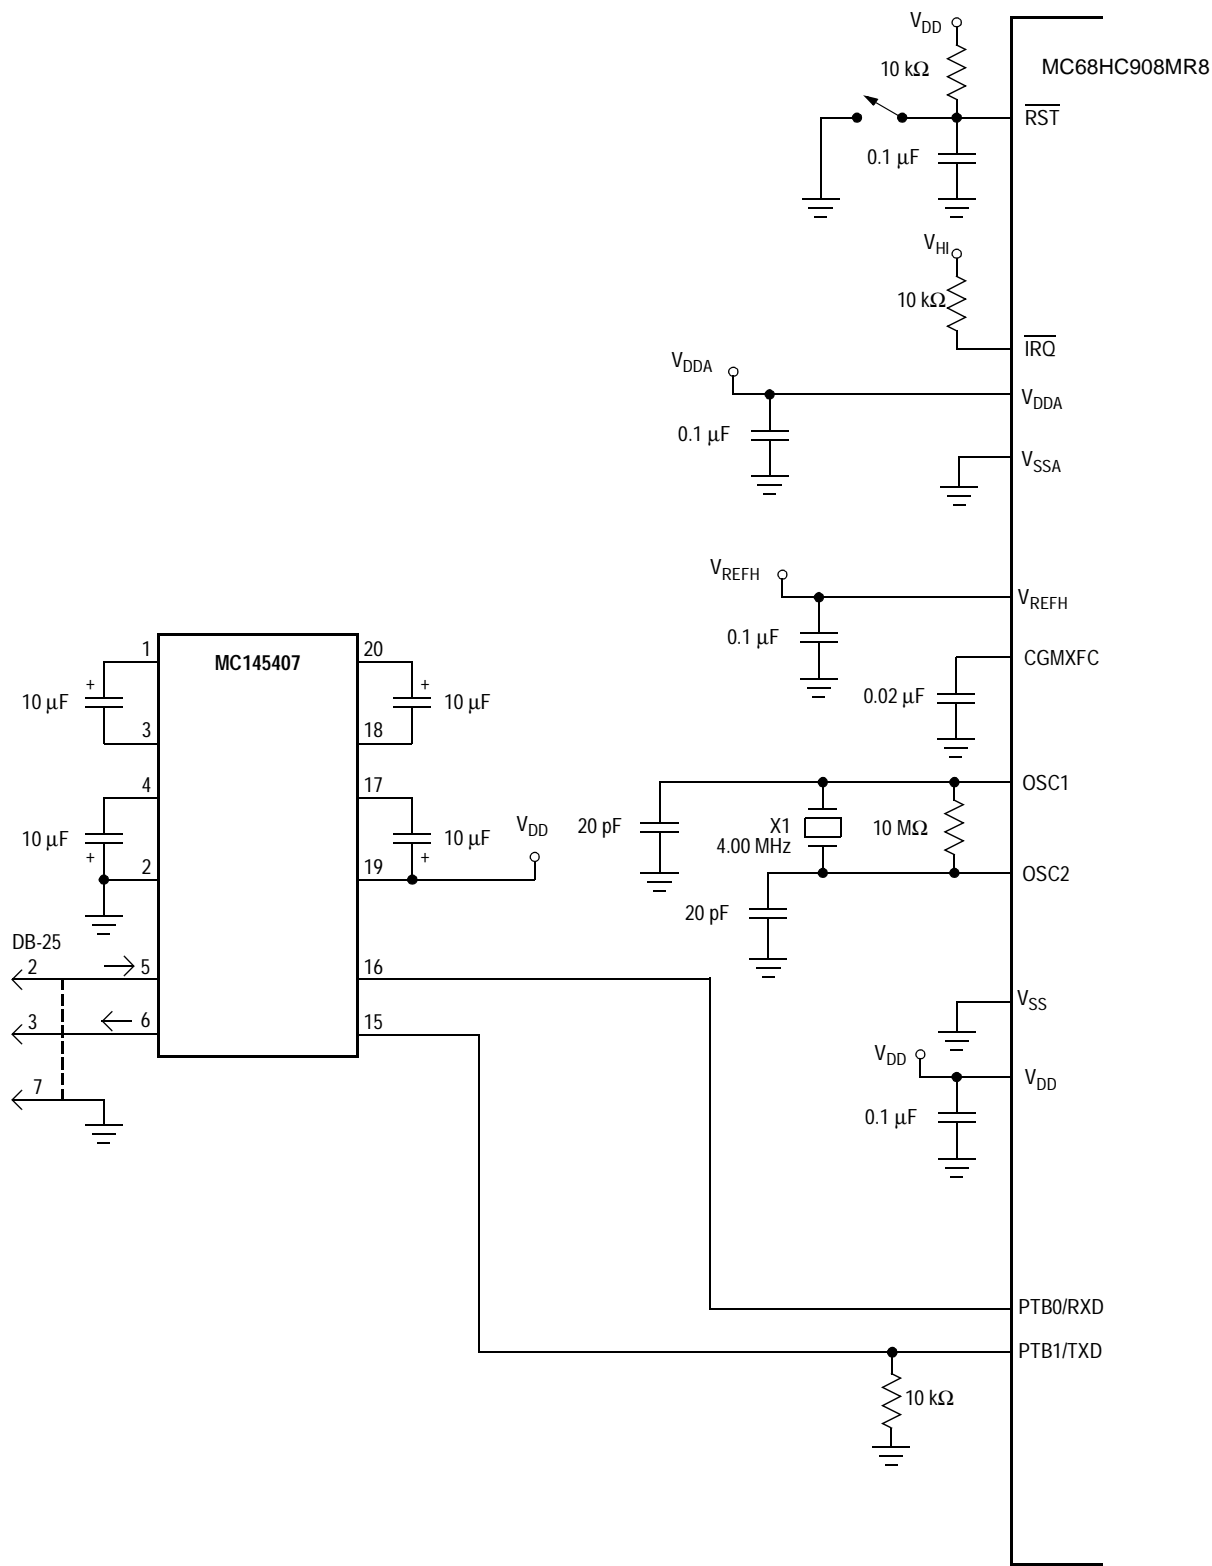 VDD
10 kΩ
MC68HC908MR8
RST
0.1 µF
VHI
10 kΩ
IRQ
VDDA
VDDA
0.1 µF
VSSA
VREFH
VREFH
0.1 µF
CGMXFC
0.02 µF
1
MC145407
20
+
10 µF
+
10 µF
3
18
4
17
10 µF
+
10 µF
+
VDD
2
19
OSC1
20 pF
X1
4.00 MHz
10 MΩ
OSC2
20 pF
DB-25
2
5
16
3
6
15
7
VSS
VDD
VDD
0.1 µF
PTB0/RXD
PTB1/TXD
10 kΩ